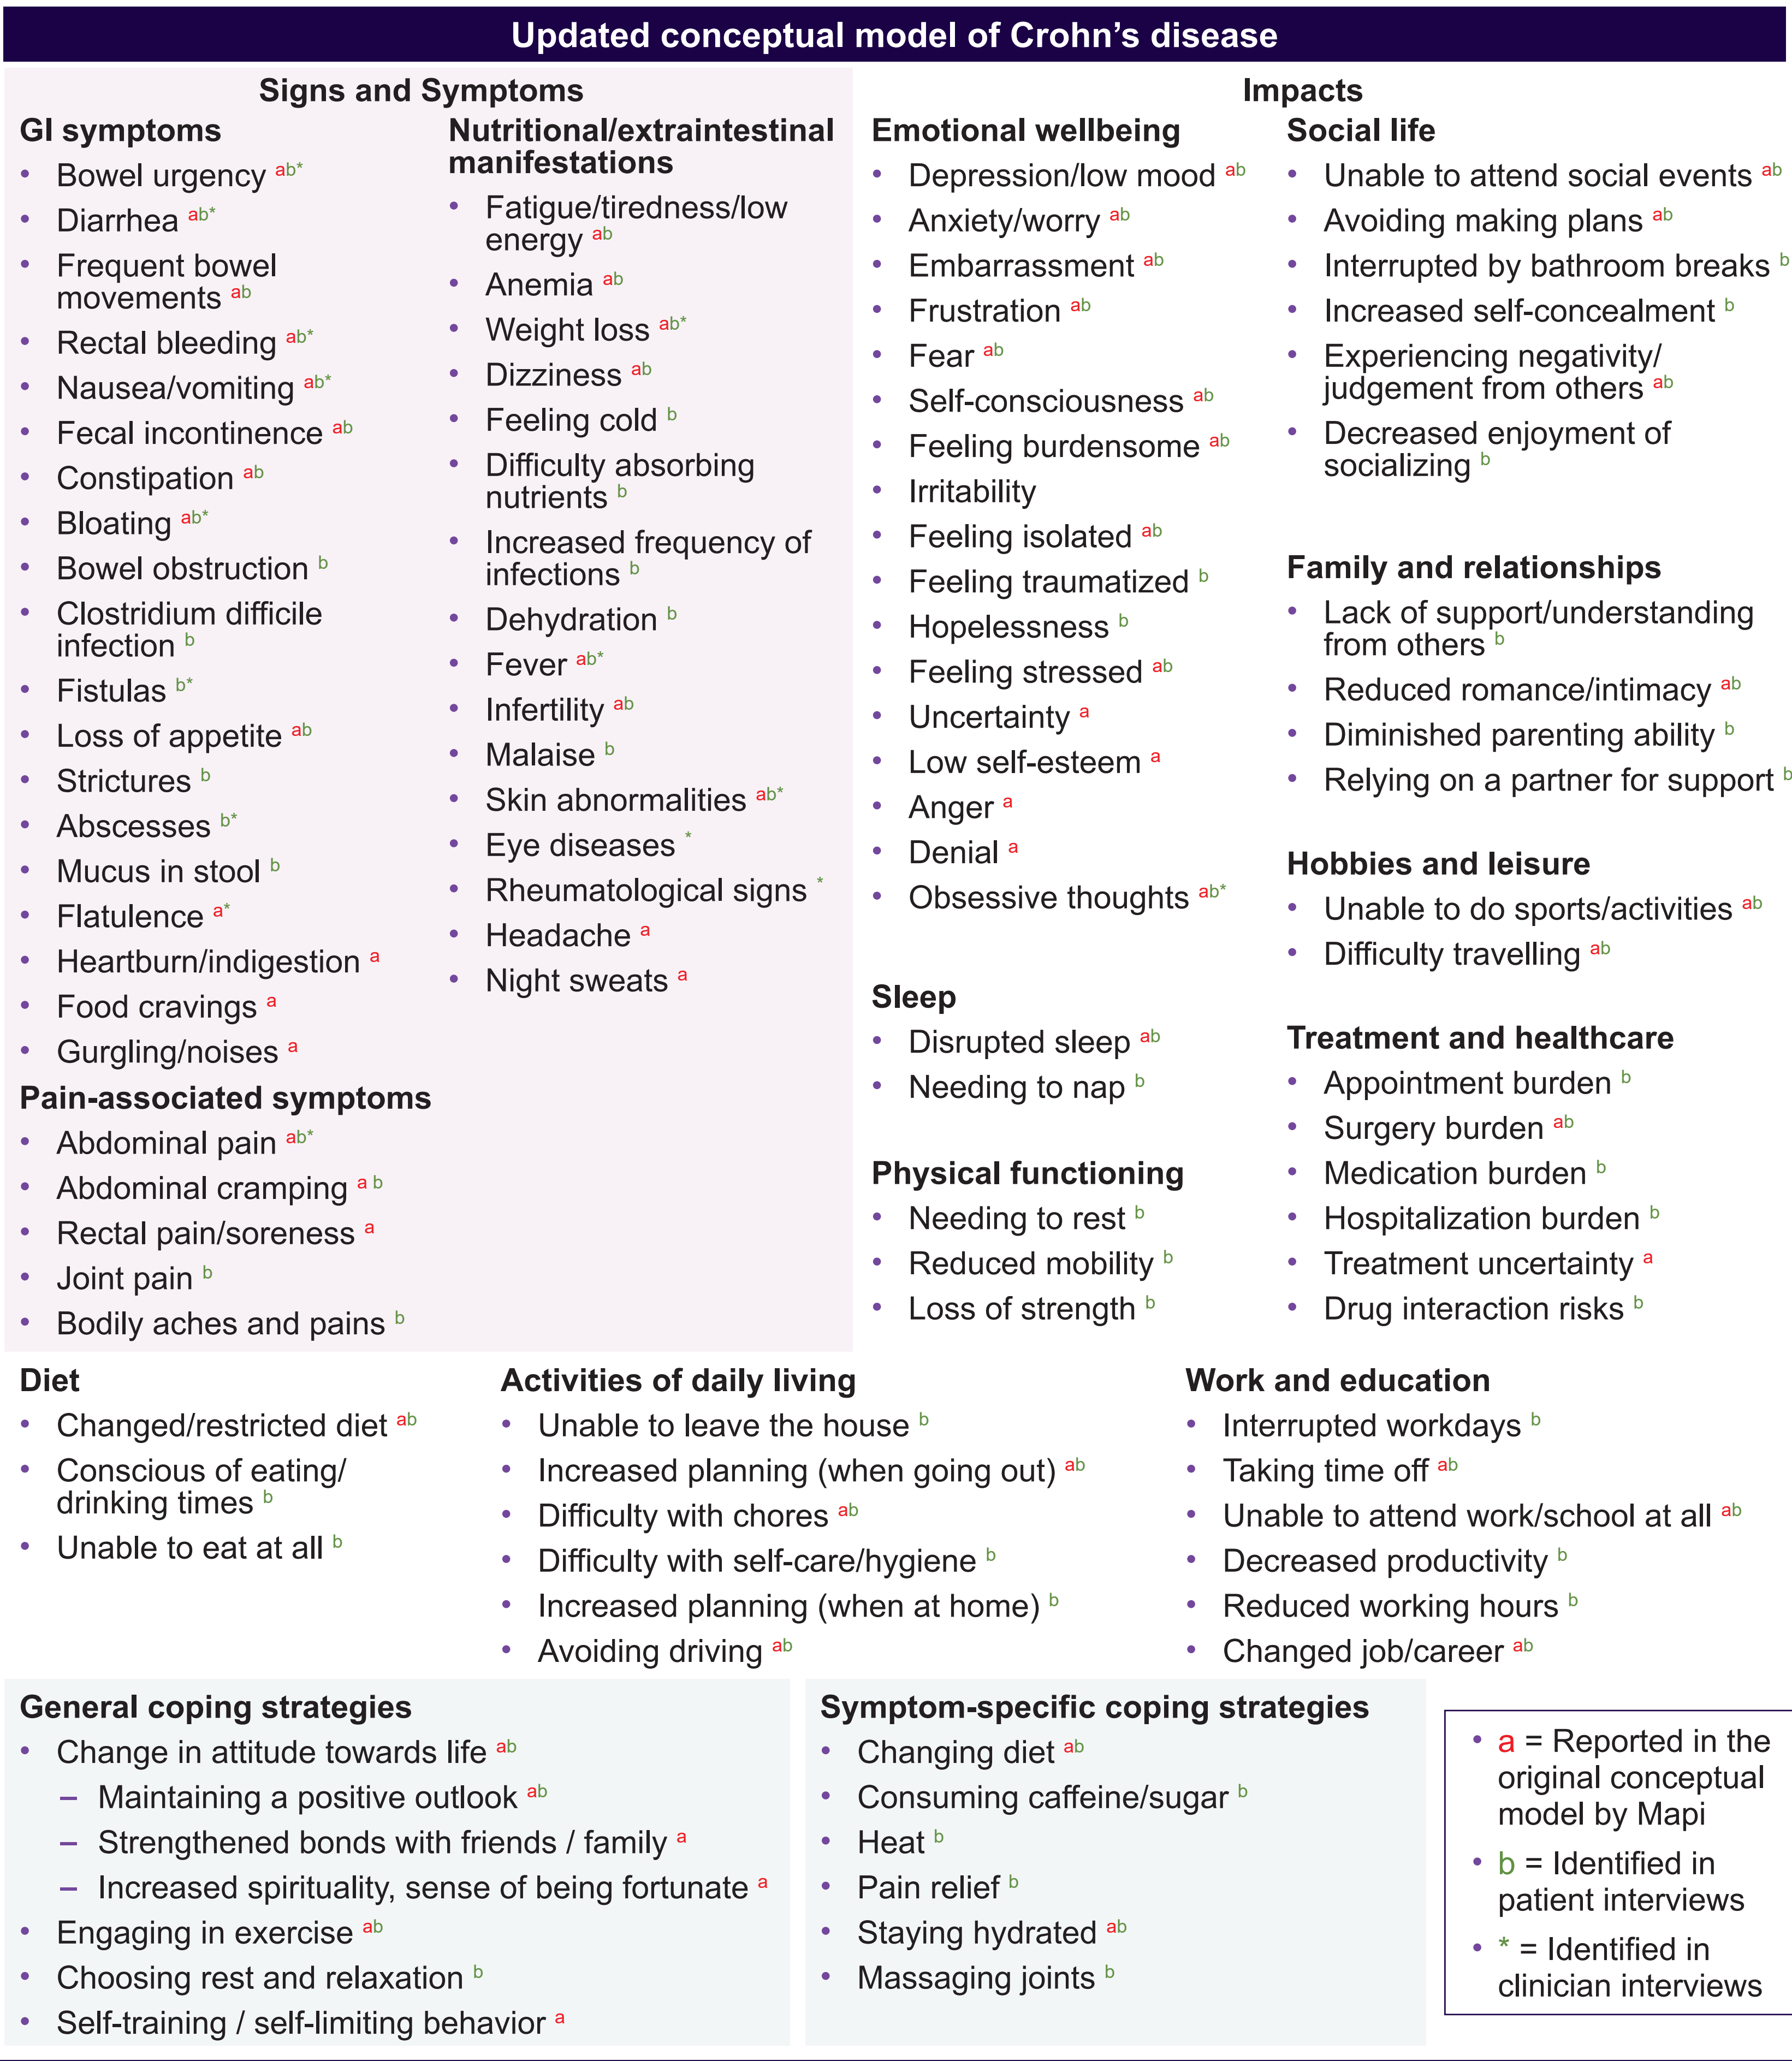 Updated conceptual model of Crohn's disease
Signs and Symptoms
GI symptoms
• Bowel urgency ab*
• Diarrhea ab*
• Frequent bowel
movements ab
• Rectal bleeding ab*
• Nausea/vomiting ab*
• Fecal incontinence ab
• Constipation ab
• Bloating ab*
• Bowel obstruction b
• Clostridium difficile
infection b
• Fistulas b*
• Loss of appetite ab
• Strictures b
• Abscesses b*
• Mucus in stool b
• Flatulence a*
• Heartburn/indigestion a
• Food cravings a
• Gurgling/noises a
Pain-associated symptoms
• Abdominal pain ab*
• Abdominal cramping a b
• Rectal pain/soreness a
• Joint pain b
• Bodily aches and pains b
Nutritional/extraintestinal
manifestations
• Fatigue/tiredness/low
energy ab
• Anemia ab
• Weight loss ab*
• Dizziness ab
• Feeling cold b
• Difficulty absorbing
nutrients b
• Increased frequency of
infections b
• Dehydration b
• Fever ab*
• Infertility ab
• Malaise b
• Skin abnormalities ab*
• Eye diseases *
• Rheumatological signs *
• Headache a
• Night sweats a
Impacts
Emotional wellbeing
• Depression/low mood ab
• Anxiety/worry ab
• Embarrassment ab
• Frustration ab
• Fear ab
• Self-consciousness ab
• Feeling burdensome ab
• Irritability
• Feeling isolated ab
• Feeling traumatized b
• Hopelessness b
• Feeling stressed ab
• Uncertainty a
• Low self-esteem a
• Anger a
• Denial a
• Obsessive thoughts ab*
Sleep
• Disrupted sleep ab
• Needing to nap b
Physical functioning
• Needing to rest b
• Reduced mobility b
• Loss of strength b
Social life
• Unable to attend social events ab
• Avoiding making plans ab
• Interrupted by bathroom breaks b
• Increased self-concealment b
• Experiencing negativity/
judgement from others ab
• Decreased enjoyment of
socializing b
Family and relationships
• Lack of support/understanding
from others b
• Reduced romance/intimacy ab
• Diminished parenting ability b
• Relying on a partner for support b
Hobbies and leisure
• Unable to do sports/activities ab
• Difficulty travelling ab
Treatment and healthcare
• Appointment burden b
• Surgery burden ab
• Medication burden b
• Hospitalization burden b
• Treatment uncertainty a
• Drug interaction risks b
Diet
• Changed/restricted diet ab
• Conscious of eating/
drinking times b
• Unable to eat at all b
Activities of daily living
• Unable to leave the house b
• Increased planning (when going out) ab
• Difficulty with chores ab
• Difficulty with self-care/hygiene b
• Increased planning (when at home) b
• Avoiding driving ab
Work and education
• Interrupted workdays b
• Taking time off ab
• Unable to attend work/school at all ab
• Decreased productivity b
• Reduced working hours b
• Changed job/career ab
General coping strategies
• Change in attitude towards life ab
– Maintaining a positive outlook ab
– Strengthened bonds with friends / family a
– Increased spirituality, sense of being fortunate a
• Engaging in exercise ab
• Choosing rest and relaxation b
• Self-training / self-limiting behavior a
Symptom-specific coping strategies
• Changing diet ab
• Consuming caffeine/sugar b
• Heat b
• Pain relief b
• Staying hydrated ab
• Massaging joints b
• a = Reported in the
original conceptual
model by Mapi
• b = Identified in
patient interviews
• * = Identified in
clinician interviews